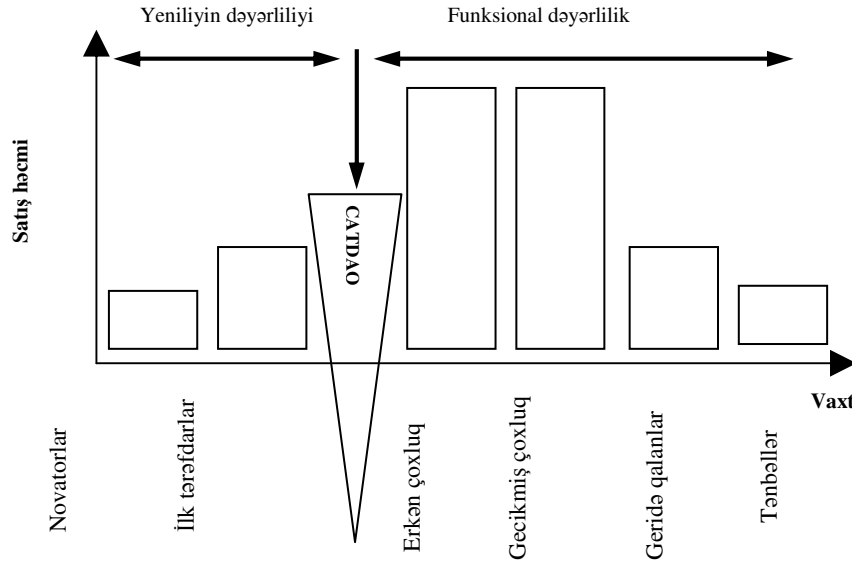 Yeniliyin dəyərliliyi
Funksional dəyərlilik
Satış həcmi
CATDAO
Vaxt
Novatorlar
İlk tərəfdarlar
Erkən çoxluq
Gecikmiş çoxluq
Geridə qalanlar
Tənbəllər